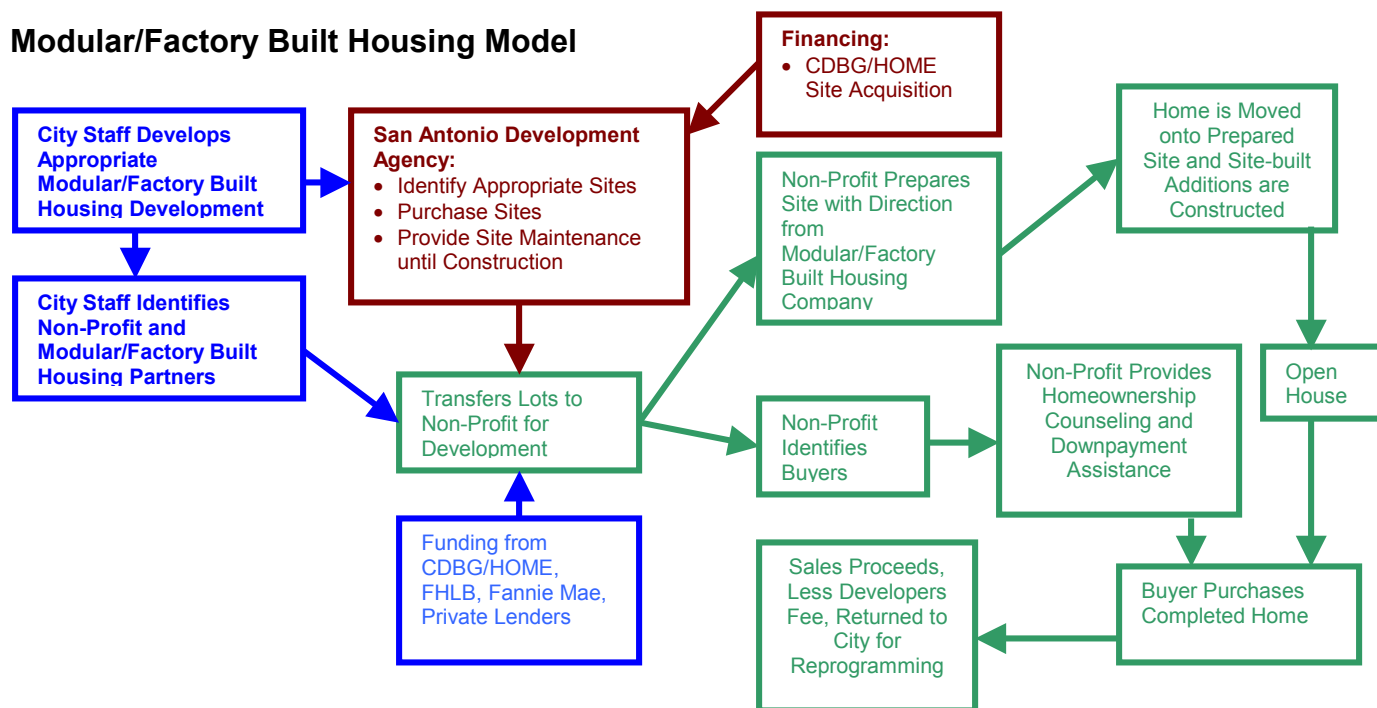 Modular/Factory Built Housing Model
Financing:
• CDBG/HOME
Site Acquisition
City Staff Develops
Appropriate
Modular/Factory Built
Housing Development
San Antonio Development
Agency:
• Identify Appropriate Sites
• Purchase Sites
• Provide Site Maintenance
until Construction
Home is Moved
onto Prepared
Site and Site-built
Additions are
Constructed
Non-Profit Prepares
Site with Direction
from
Modular/Factory
Built Housing
Company
City Staff Identifies
Non-Profit and
Modular/Factory Built
Housing Partners
Transfers Lots to
Non-Profit for
Development
Non-Profit
Identifies
Buyers
Non-Profit Provides
Homeownership
Counseling and
Downpayment
Assistance
Open
House
Funding from
CDBG/HOME,
FHLB, Fannie Mae,
Private Lenders
Sales Proceeds,
Less Developers
Fee, Returned to
City for
Reprogramming
Buyer Purchases
Completed Home